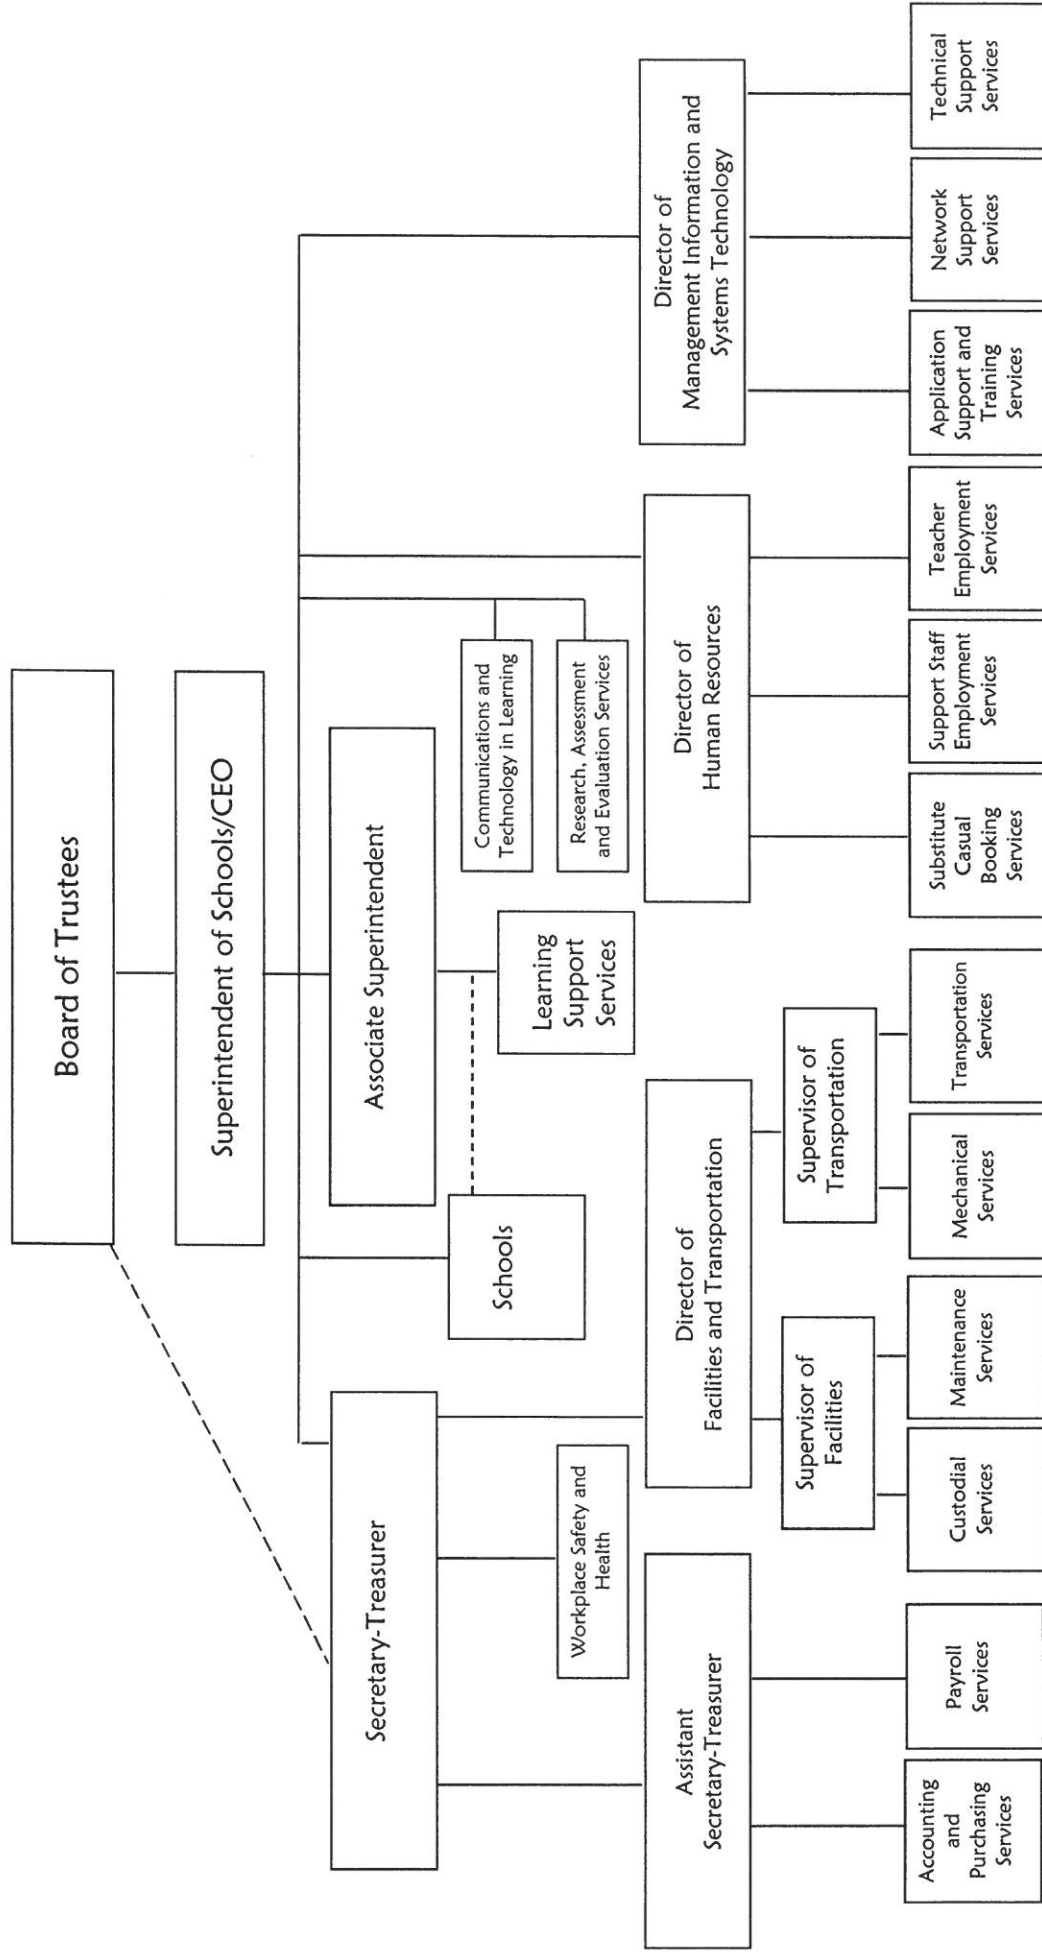 Board of Trustees
Superintendent of Schools/CEO
Secretary-Treasurer
Associate Superintendent
Schools
Learning
Support
Services
Communications and
Technology in Learning
Research, Assessment
and Evaluation Services
Workplace Safety and
Health
Assistant
Secretary-Treasurer
Director of
Facilities and Transportation
Director of
Human Resources
Director of
Management Information and
Systems Technology
Supervisor of
Facilities
Supervisor of
Transportation
Accounting
and
Purchasing
Services
Payroll
Services
Custodial
Services
Maintenance
Services
Mechanical
Services
Transportation
Services
Substitute
Casual
Booking
Services
Support Staff
Employment
Services
Teacher
Employment
Services
Application
Support and
Training
Services
Network
Support
Services
Technical
Support
Services